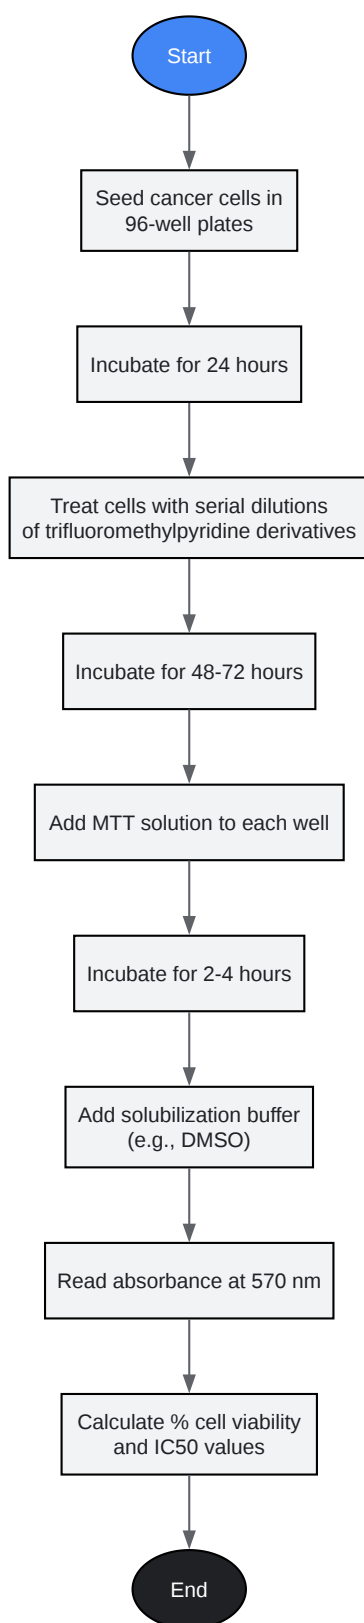 Start
Seed cancer cells in
96-well plates
Incubate for 24 hours
Treat cells with serial dilutions
of trifluoromethylpyridine derivatives
Incubate for 48-72 hours
Add MTT solution to each well
Incubate for 2-4 hours
Add solubilization buffer
(e.g., DMSO)
Read absorbance at 570 nm
Calculate % cell viability
and IC50 values
End